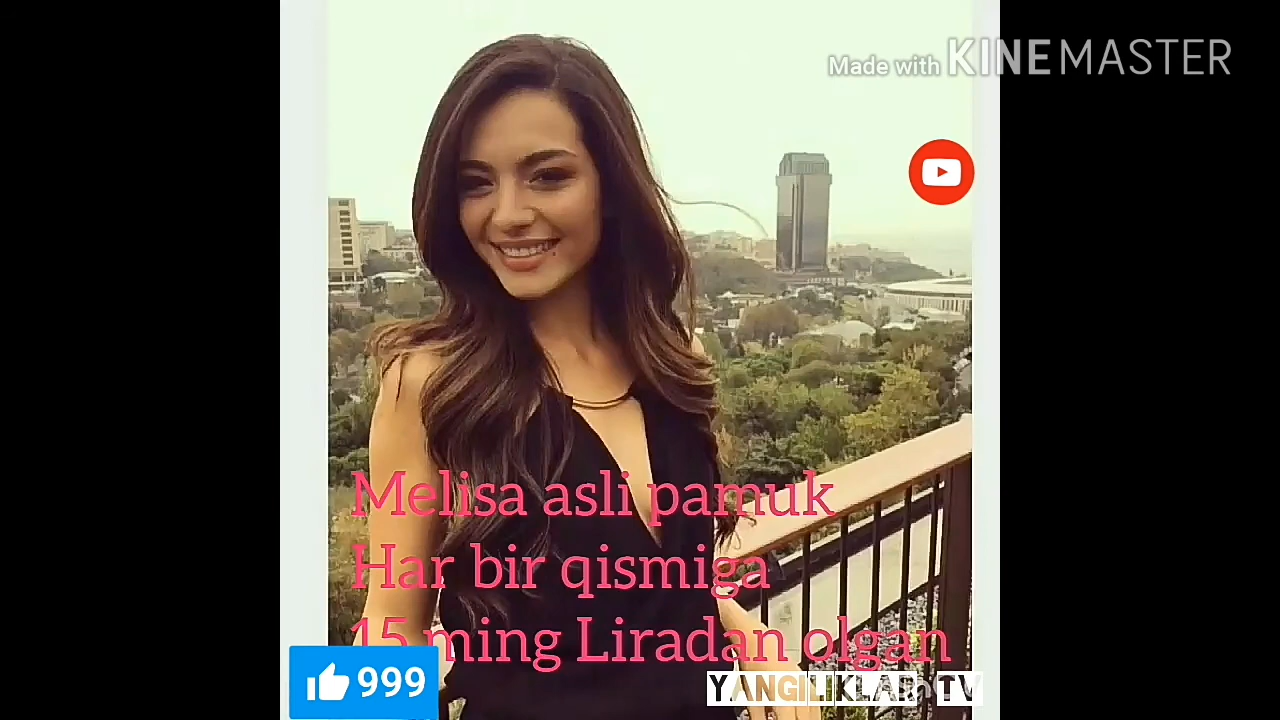 Made with KINEMASTER
Melisa asli pamuk
Har bir qismiga
15 ming Liradan olgan
999
YANGILIKLAR TV